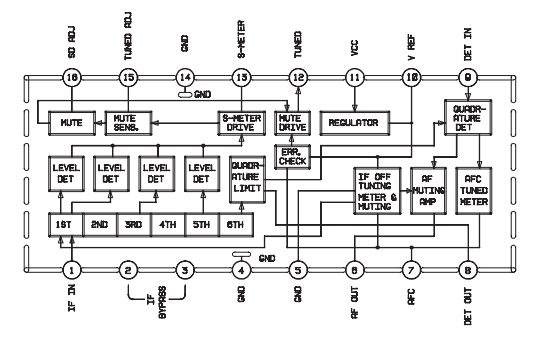 SD ADJ
TUNED ADJ
GND
S-METER
TUNED
VCC
V REF
DET IN
16
15
14
13
12
11
10
9
GND
MUTE
MUTE
SENS.
S-METER
DRIVE
MUTE
DRIVE
REGULATOR
QUADR-
ATURE
DET
ERR.
CHECK
LEVEL
DET
LEVEL
DET
LEVEL
DET
LEVEL
DET
QUADR-
ATURE
LIMIT
IF OFF
TUNING
METER &
MUTING
AF
MUTING
AMP
AFC
TUNED
METER
1ST
2ND
3RD
4TH
5TH
6TH
GND
1
2
3
4
5
6
7
8
IF IN
IF
BYPASS
GND
GND
AF OUT
AFC
DET OUT